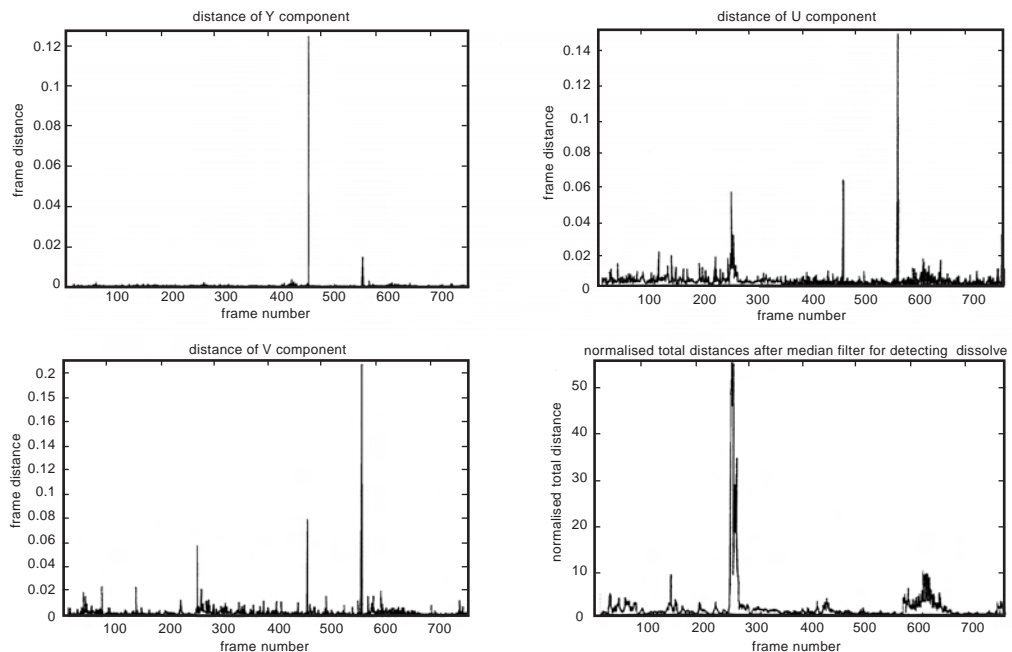 distance of Y component
0.12
0.1
0.08
0.06
0.04
0.02
0
100 200 300 400 500 600 700
frame number
frame distance
distance of U component
0.14
0.12
0.1
0.08
0.06
0.04
0.02
0
100 200 300 400 500 600 700
frame number
frame distance
distance of V component
0.2
0.16
0.15
0.14
0.12
0.1
0.08
0.06
0.04
0.02
0
100 200 300 400 500 600 700
frame number
frame distance
normalised total distances after median filter for detecting dissolve
50
40
30
20
10
0
100 200 300 400 500 600 700
frame number
normalised total distance